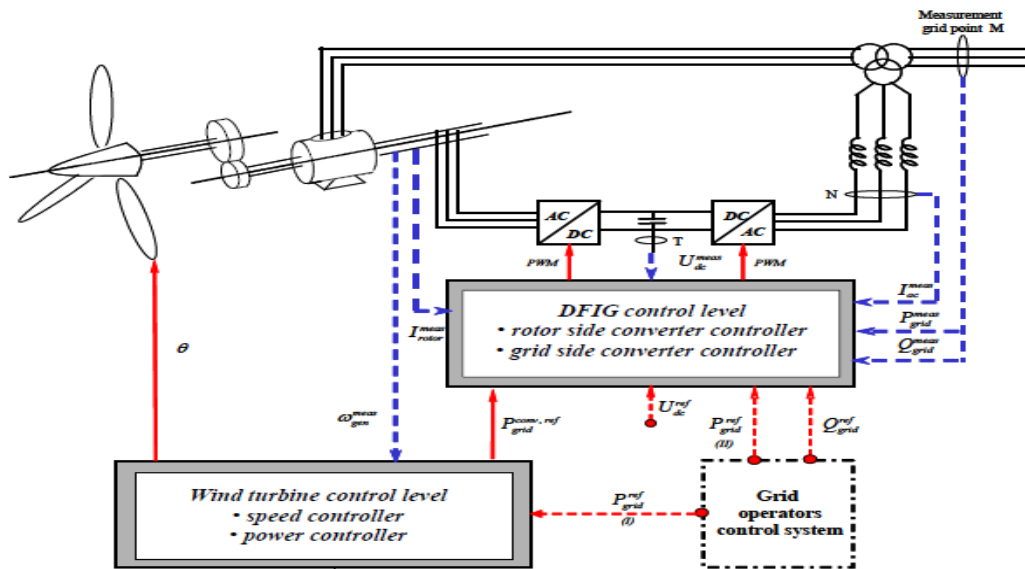 Measurement
grid point M
N
AC
DC
DC
AC
T
PWM
U_dc^meas
PWM
I_ac^meas
DFIG control level
• rotor side converter controller
• grid side converter controller
I_rotor^meas
P_grid^meas
Q_grid^meas
θ
ω_gen^meas
P_grid^conv, ref
U_dc^ref
P_grid^ref
(II)
Q_grid^ref
Wind turbine control level
• speed controller
• power controller
P_grid^ref
(I)
Grid
operators
control system